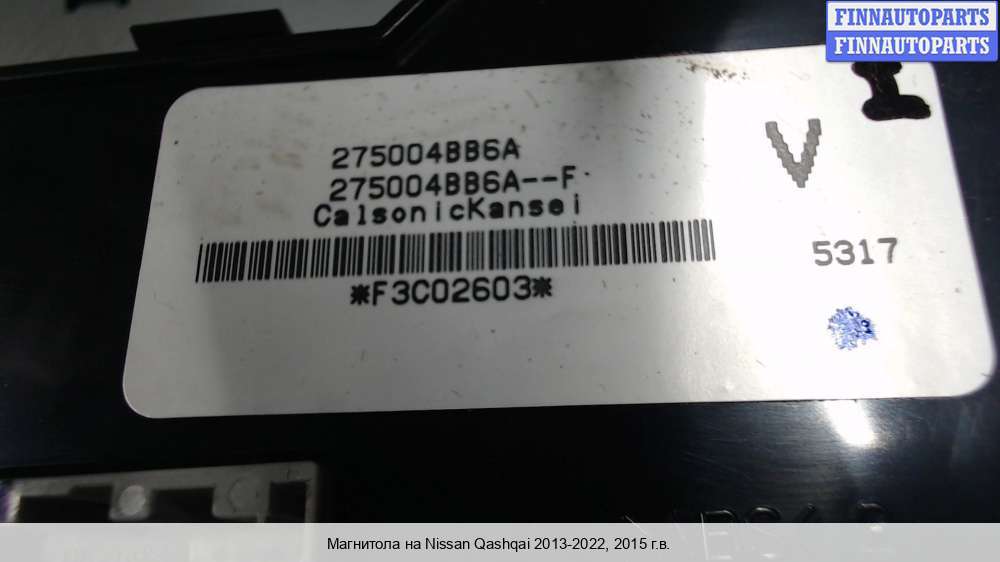 FINNAUTOPARTS
FINNAUTOPARTS
I
V
275004BB6A
275004BB6A--F
CalsonicKansei
5317
*F3C02603*
Магнитола на Nissan Qashqai 2013-2022, 2015 г.в.